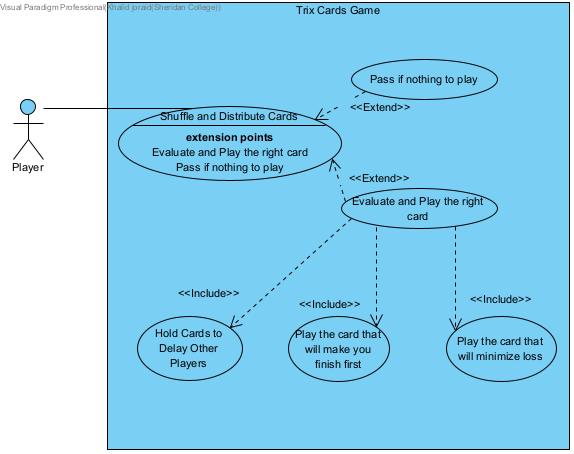 Visual Paradigm Professional(Khalid joraid(Sheridan College))
Trix Cards Game
Pass if nothing to play
<<Extend>>
Shuffle and Distribute Cards
extension points
Evaluate and Play the right card
Pass if nothing to play
Player
<<Extend>>
Evaluate and Play the right
card
<<Include>>
<<Include>>
<<Include>>
Hold Cards to
Delay Other
Players
Play the card that
will make you
finish first
Play the card that
will minimize loss